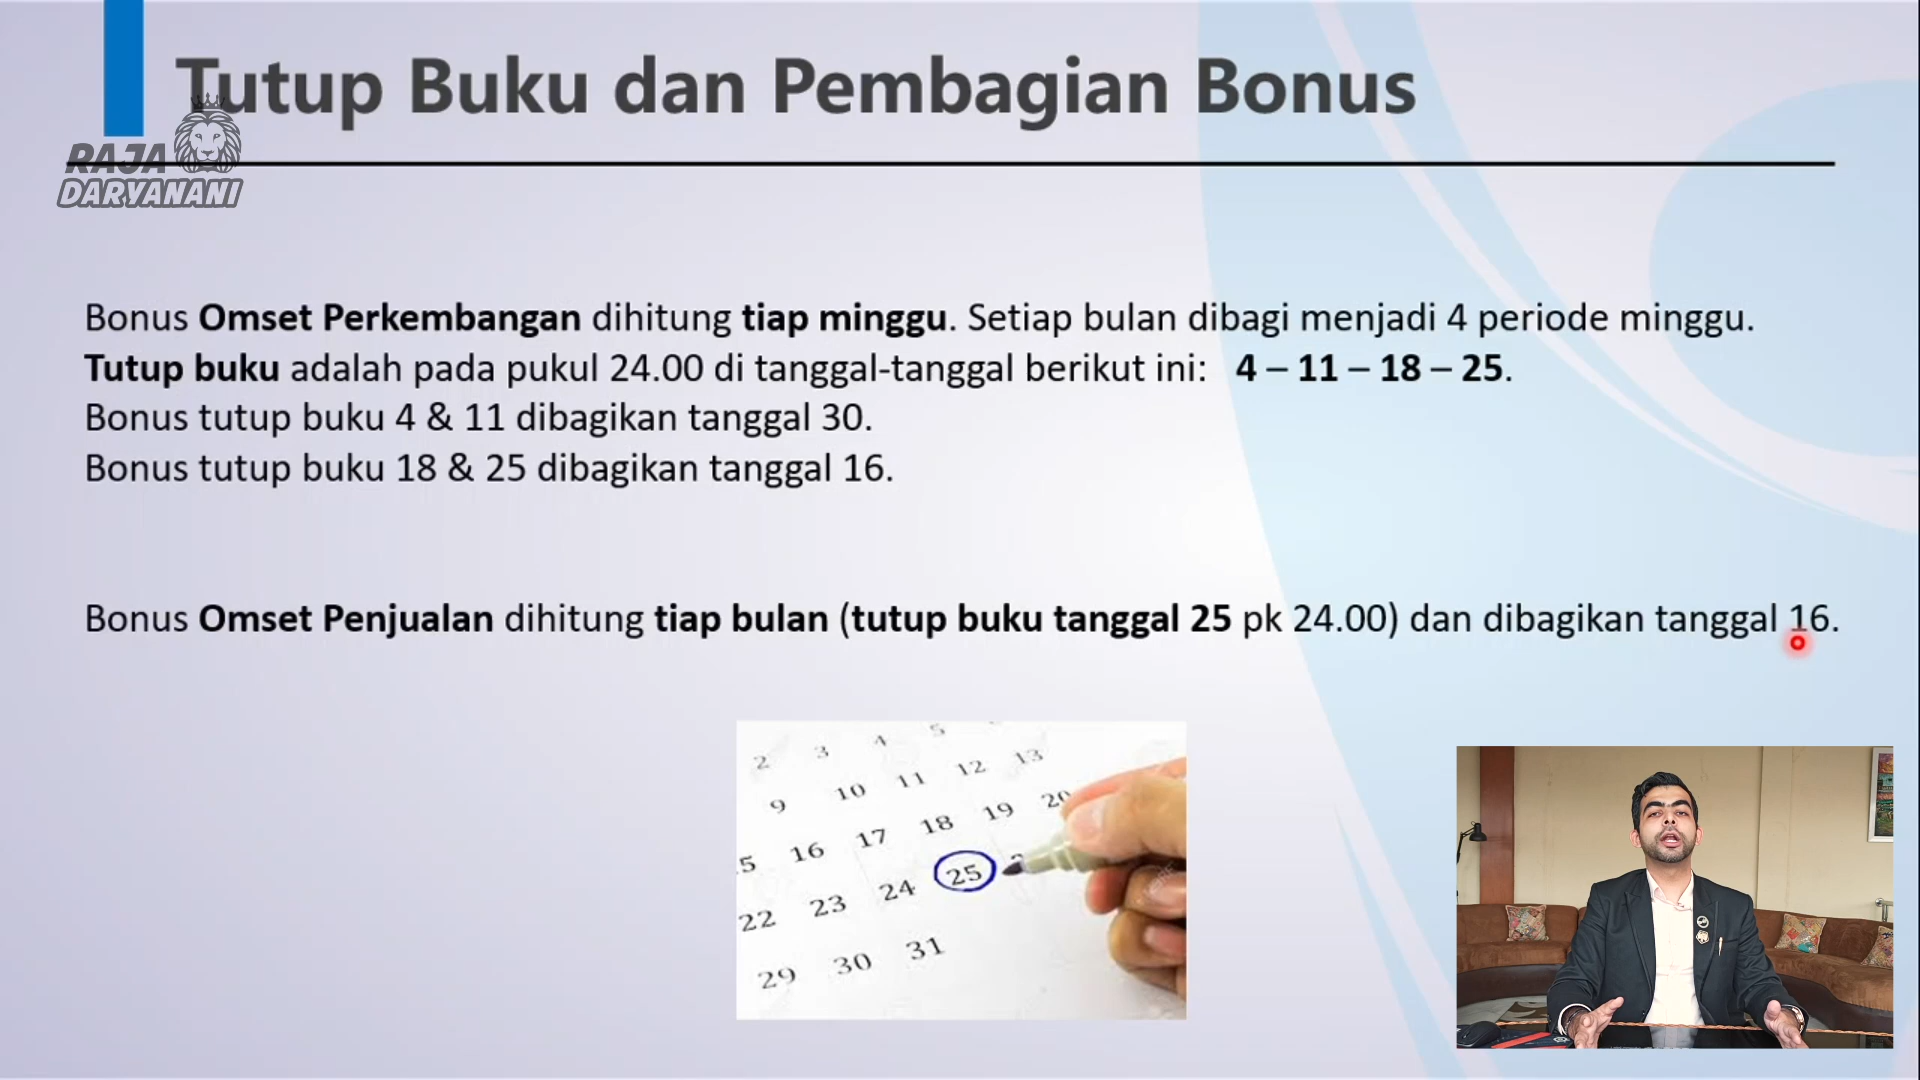 Tutup Buku dan Pembagian Bonus
RAJA
DARYANANI
Bonus Omset Perkembangan dihitung tiap minggu. Setiap bulan dibagi menjadi 4 periode minggu.
Tutup buku adalah pada pukul 24.00 di tanggal-tanggal berikut ini: 4 – 11 – 18 – 25.
Bonus tutup buku 4 & 11 dibagikan tanggal 30.
Bonus tutup buku 18 & 25 dibagikan tanggal 16.
Bonus Omset Penjualan dihitung tiap bulan (tutup buku tanggal 25 pk 24.00) dan dibagikan tanggal 16.
2 3 4 5
9 10 11 12 13
5 16 17 18 19 20
22 23 24 25
29 30 31